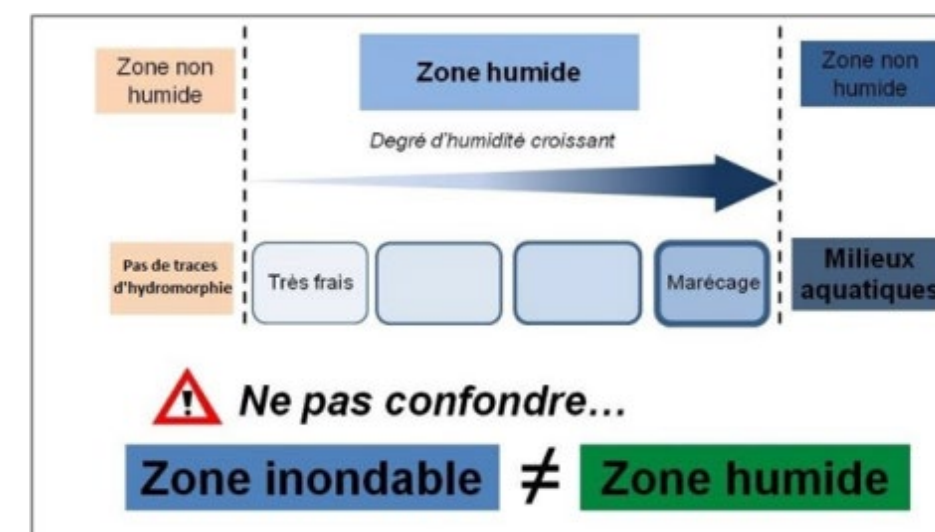 Zone non
humide
Zone humide
Zone non
humide
Degré d'humidité croissant
Pas de traces
d'hydromorphie
Très frais
Marécage
Milieux
aquatiques
! Ne pas confondre...
Zone inondable ≠ Zone humide